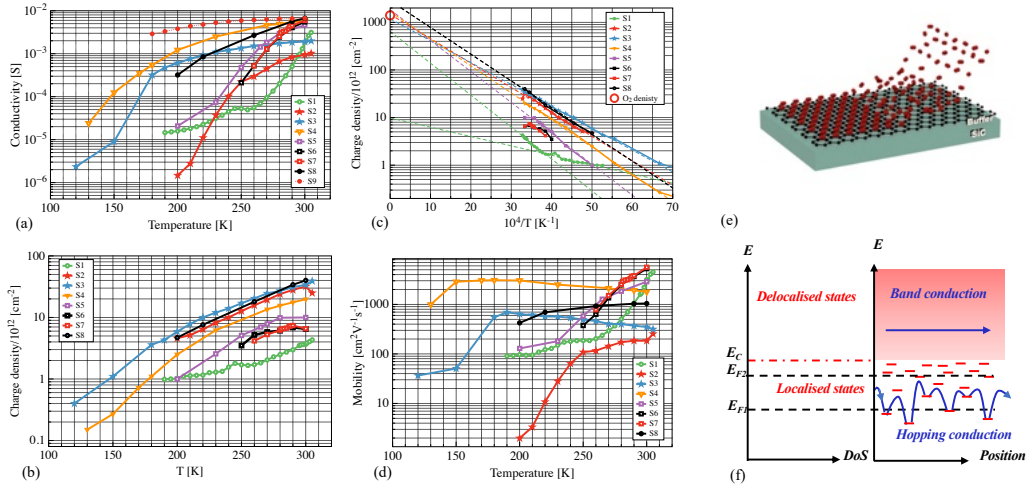 Conductivity [S]
10⁻²
10⁻³
10⁻⁴
10⁻⁵
10⁻⁶
S1
S2
S3
S4
S5
S6
S7
S8
S9
100
150
200
250
300
Temperature [K]
(a)
Charge density/10¹² [cm⁻²]
1000
100
10
1
S1
S2
S3
S4
S5
S6
S7
S8
O₂ denisty
0
10
20
30
40
50
60
70
10⁴/T [K⁻¹]
(c)
Buffer
SiC
(e)
Charge density/10¹² [cm⁻²]
100
10
1
0.1
S1
S2
S3
S4
S5
S6
S7
S8
100
150
200
250
300
T [K]
(b)
Mobility [cm²V⁻¹s⁻¹]
1000
100
10
S1
S2
S3
S4
S5
S6
S7
S8
100
150
200
250
300
Temperature [K]
(d)
E
E
Delocalised states
Band conduction
E_C
E_F2
Localised states
E_F1
Hopping conduction
DoS
Position
(f)